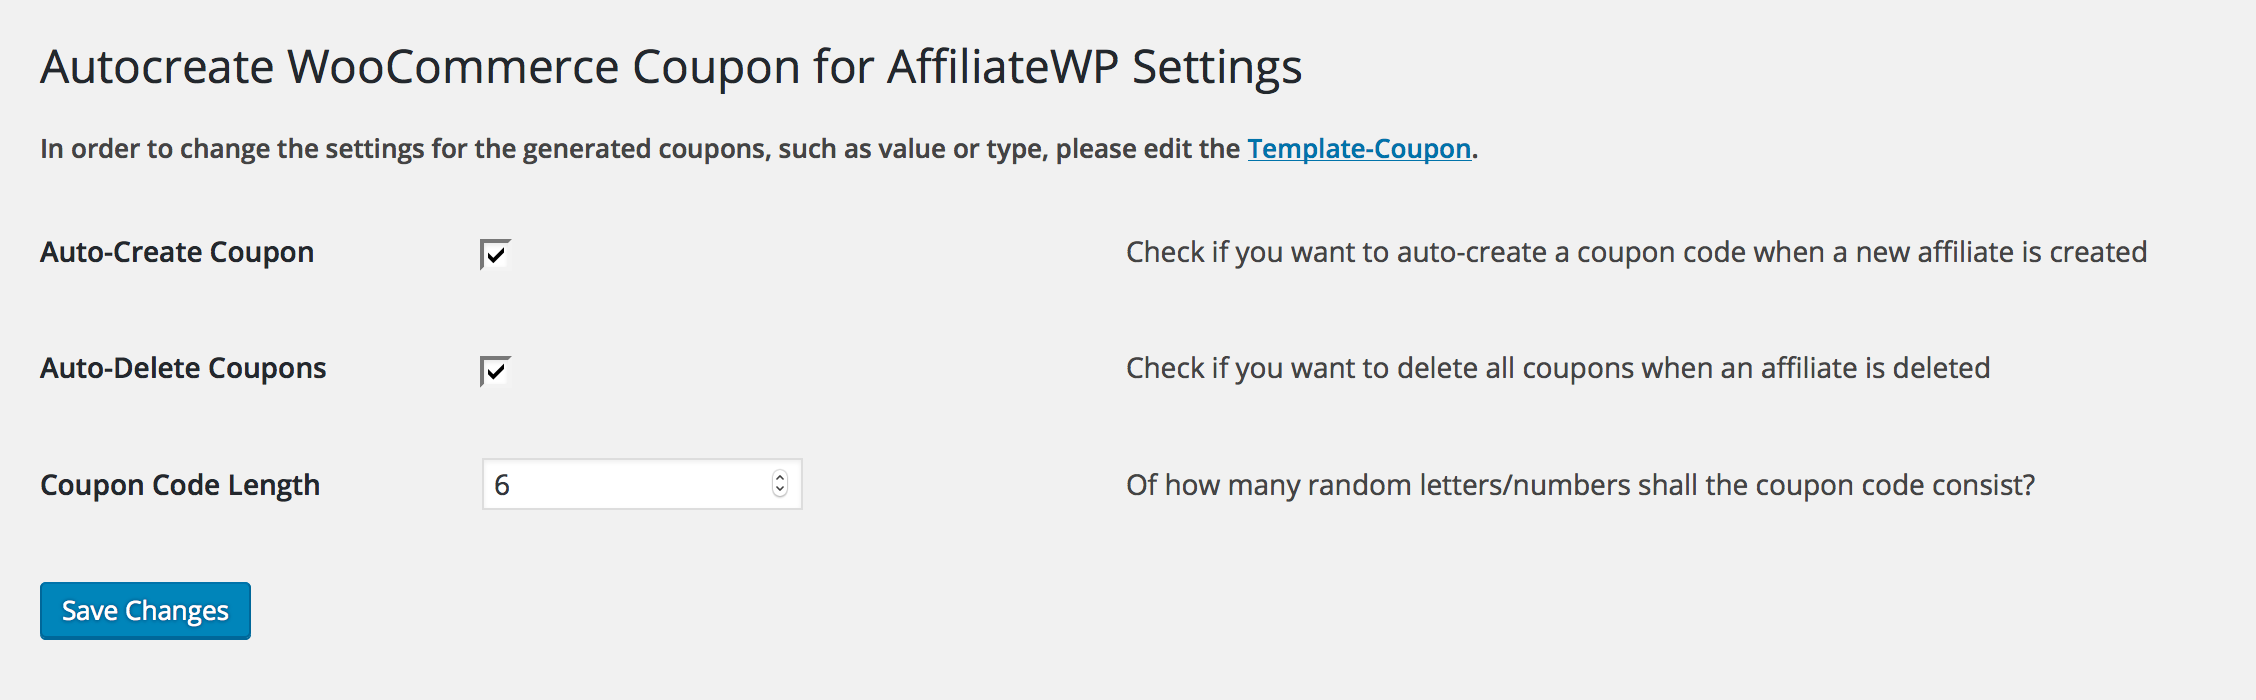 Autocreate WooCommerce Coupon for AffiliateWP Settings
In order to change the settings for the generated coupons, such as value or type, please edit the Template-Coupon.
Auto-Create Coupon
Check if you want to auto-create a coupon code when a new affiliate is created
Auto-Delete Coupons
Check if you want to delete all coupons when an affiliate is deleted
Coupon Code Length
6
Of how many random letters/numbers shall the coupon code consist?
Save Changes